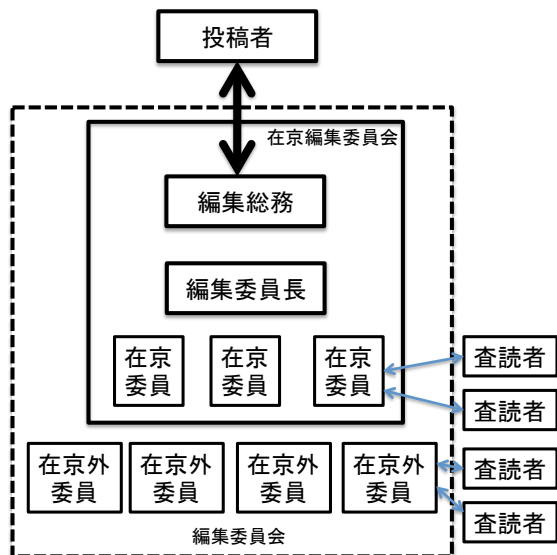 投稿者
在京編集委員会
編集総務
編集委員長
在京
委員
在京
委員
在京
委員
査読者
査読者
在京外
委員
在京外
委員
在京外
委員
在京外
委員
査読者
査読者
編集委員会